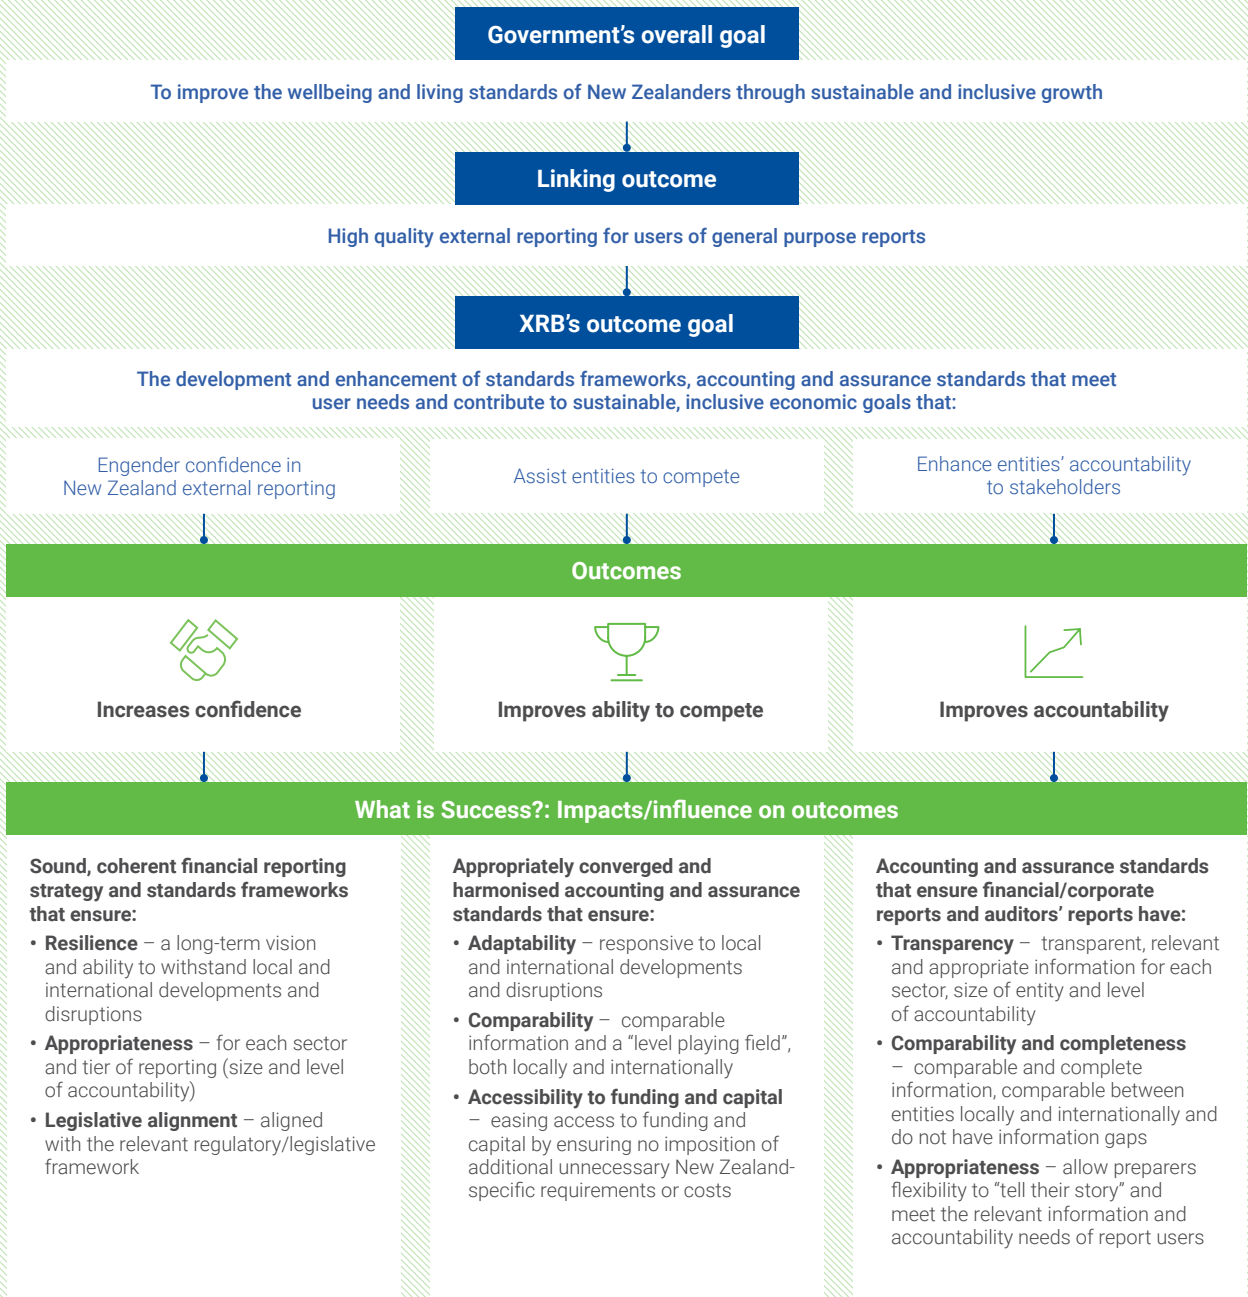 Government’s overall goal
To improve the wellbeing and living standards of New Zealanders through sustainable and inclusive growth
Linking outcome
High quality external reporting for users of general purpose reports
XRB’s outcome goal
The development and enhancement of standards frameworks, accounting and assurance standards that meet
user needs and contribute to sustainable, inclusive economic goals that:
Engender confidence in
New Zealand external reporting
Assist entities to compete
Enhance entities’ accountability
to stakeholders
Outcomes
Increases confidence
Improves ability to compete
Improves accountability
What is Success?: Impacts/influence on outcomes
Sound, coherent financial reporting
strategy and standards frameworks
that ensure:
• Resilience – a long-term vision
and ability to withstand local and
international developments and
disruptions
• Appropriateness – for each sector
and tier of reporting (size and level
of accountability)
• Legislative alignment – aligned
with the relevant regulatory/legislative
framework
Appropriately converged and
harmonised accounting and assurance
standards that ensure:
• Adaptability – responsive to local
and international developments
and disruptions
• Comparability – comparable
information and a “level playing field”,
both locally and internationally
• Accessibility to funding and capital
– easing access to funding and
capital by ensuring no imposition of
additional unnecessary New Zealand-
specific requirements or costs
Accounting and assurance standards
that ensure financial/corporate
reports and auditors’ reports have:
• Transparency – transparent, relevant
and appropriate information for each
sector, size of entity and level
of accountability
• Comparability and completeness
– comparable and complete
information, comparable between
entities locally and internationally and
do not have information gaps
• Appropriateness – allow preparers
flexibility to “tell their story” and
meet the relevant information and
accountability needs of report users